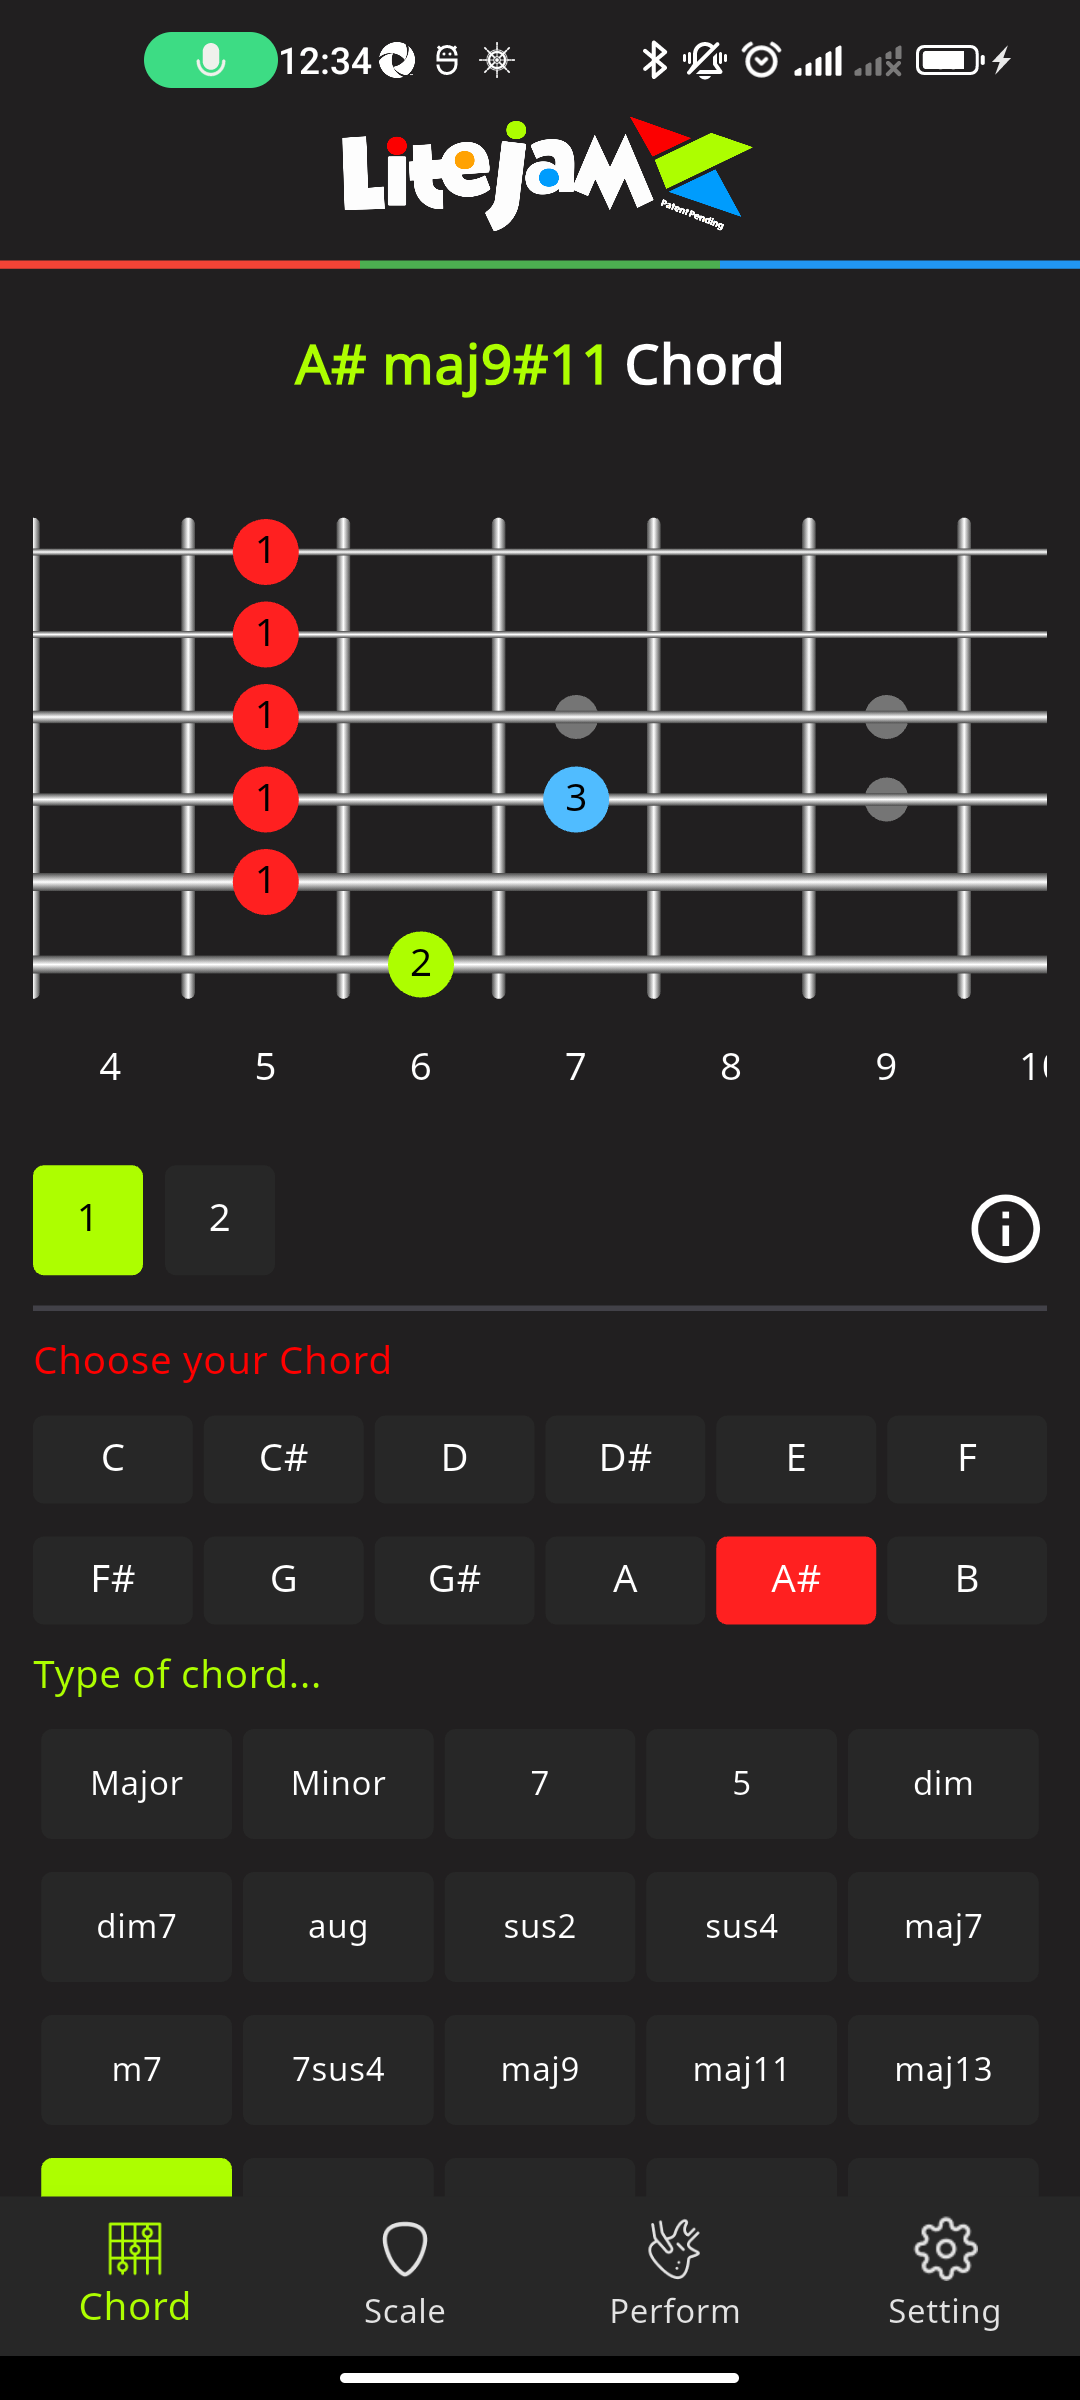 12:34
LiteJam
Patent Pending
A# maj9#11 Chord
1
1
1
1 3
1
2
4 5 6 7 8 9
1 2
Choose your Chord
C C# D D# E F
F# G G# A A# B
Type of chord...
Major Minor 7 5 dim
dim7 aug sus2 sus4 maj7
m7 7sus4 maj9 maj11 maj13
Chord Scale Perform Setting